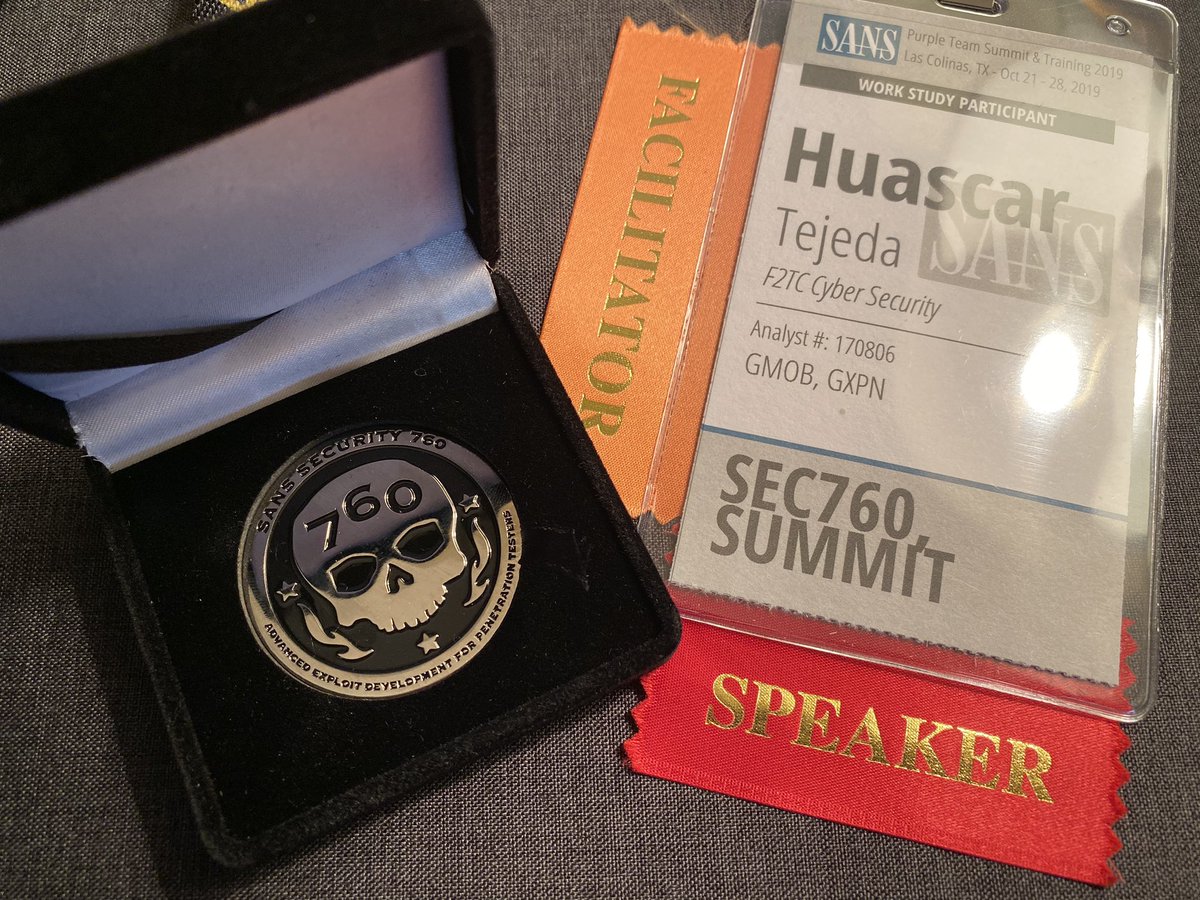 SANS SECURITY 760
760
ADVANCED EXPLOIT DEVELOPMENT FOR PENETRATION TESTERS
FACILITATOR
SANS
Purple Team Summit & Training 2019
Las Colinas, TX - Oct 21 - 28, 2019
WORK STUDY PARTICIPANT
Huascar
Tejeda
SANS
F2TC Cyber Security
Analyst #: 170806
GMOB, GXPN
SEC760,
SUMMIT
SPEAKER